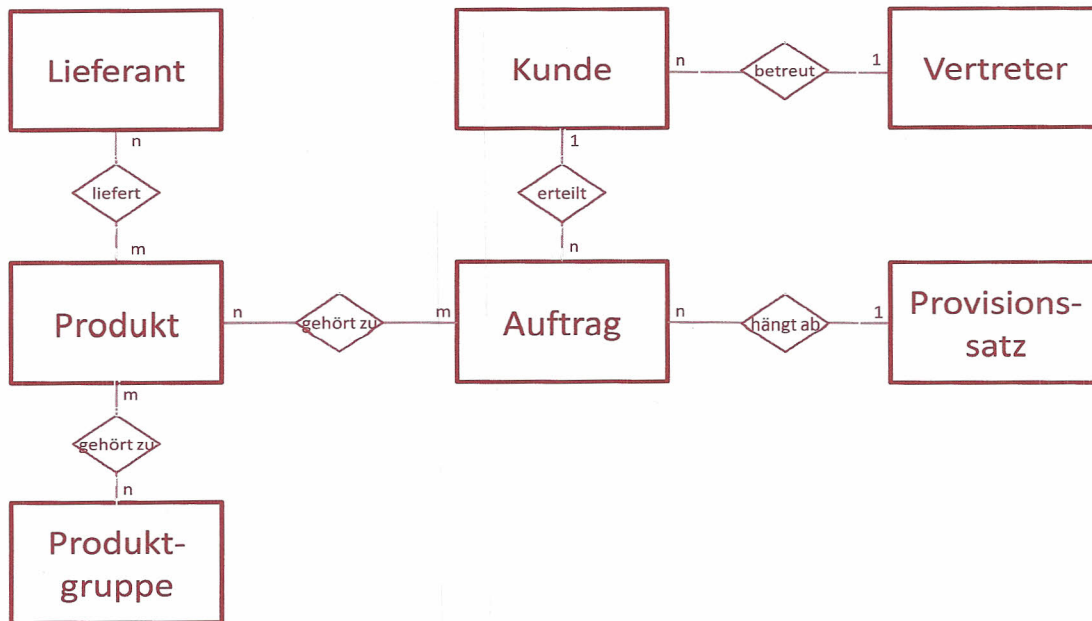 Lieferant
Kunde
n
betreut
1
Vertreter
n
liefert
m
1
erteilt
n
Produkt
n
gehört zu
m
Auftrag
n
hängt ab
1
Provisions-
satz
m
gehört zu
n
Produkt-
gruppe